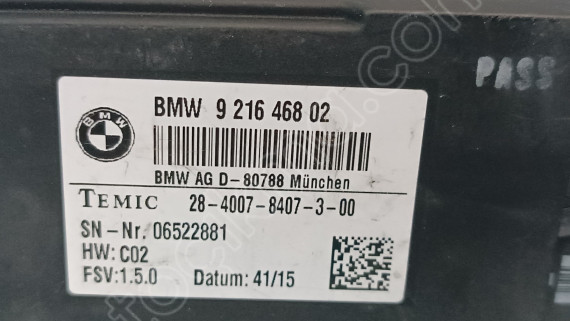 PASS
BMW
BMW 9 216 468 02
BMW AG D-80788 München
TEMIC 28-4007-8407-3-00
SN-Nr. 06522881
HW: C02
FSV:1.5.0 Datum: 41/15